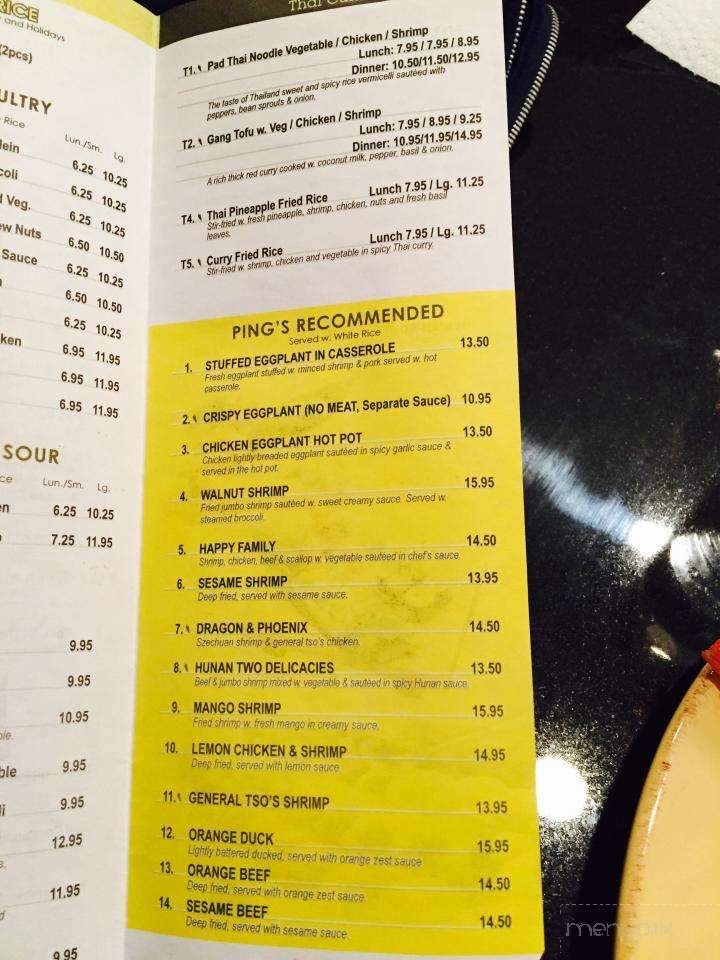 RICE
and Holidays
(2pcs)
ULTRY
Rice
Lun./Sm. Lg.
6.25 10.25
6.25 10.25
Veg. 6.25 10.25
ew Nuts 6.50 10.50
Sauce 6.25 10.25
6.50 10.50
6.25 10.25
ken 6.95 11.95
6.95 11.95
6.95 11.95
SOUR
Lun./Sm. Lg.
en 6.25 10.25
7.25 11.95
9.95
9.95
10.95
9.95
9.95
12.95
11.95
9.95
Thai
T1. Pad Thai Noodle Vegetable / Chicken / Shrimp
Lunch: 7.95 / 7.95 / 8.95
Dinner: 10.50/11.50/12.95
The taste of Thailand sweet and spicy rice vermicelli sautéed with
peppers, bean sprouts & onion.
T2. Gang Tofu w. Veg / Chicken / Shrimp
Lunch: 7.95 / 8.95 / 9.25
Dinner: 10.95/11.95/14.95
A rich thick red curry cooked w. coconut milk, pepper, basil & onion.
T4. Thai Pineapple Fried Rice Lunch 7.95 / Lg. 11.25
Stir-fried w. fresh pineapple, shrimp, chicken, nuts and fresh basil
leaves.
T5. Curry Fried Rice Lunch 7.95 / Lg. 11.25
Stir-fried w. shrimp, chicken and vegetable in spicy Thai curry.
PING'S RECOMMENDED
Served w. White Rice
1. STUFFED EGGPLANT IN CASSEROLE 13.50
Fresh eggplant stuffed w. minced shrimp & pork served w. hot
casserole.
2. CRISPY EGGPLANT (NO MEAT, Separate Sauce) 10.95
3. CHICKEN EGGPLANT HOT POT 13.50
Chicken lightly breaded eggplant sautéed in spicy garlic sauce &
served in the hot pot.
4. WALNUT SHRIMP 15.95
Fried jumbo shrimp sautéed w. sweet creamy sauce. Served w.
steamed broccoli.
5. HAPPY FAMILY 14.50
Shrimp, chicken, beef & scallop w. vegetable sautéed in chef's sauce.
6. SESAME SHRIMP 13.95
Deep fried, served with sesame sauce.
7. DRAGON & PHOENIX 14.50
Szechuan shrimp & general tso's chicken.
8. HUNAN TWO DELICACIES 13.50
Beef & jumbo shrimp mixed w. vegetable & sautéed in spicy Hunan sauce.
9. MANGO SHRIMP 15.95
Fried shrimp w. fresh mango in creamy sauce.
10. LEMON CHICKEN & SHRIMP 14.95
Deep fried, served with lemon sauce.
11. GENERAL TSO'S SHRIMP 13.95
12. ORANGE DUCK 15.95
Lightly battered ducked, served with orange zest sauce
13. ORANGE BEEF 14.50
Deep fried, served with orange zest sauce.
14. SESAME BEEF 14.50
Deep fried, served with sesame sauce.